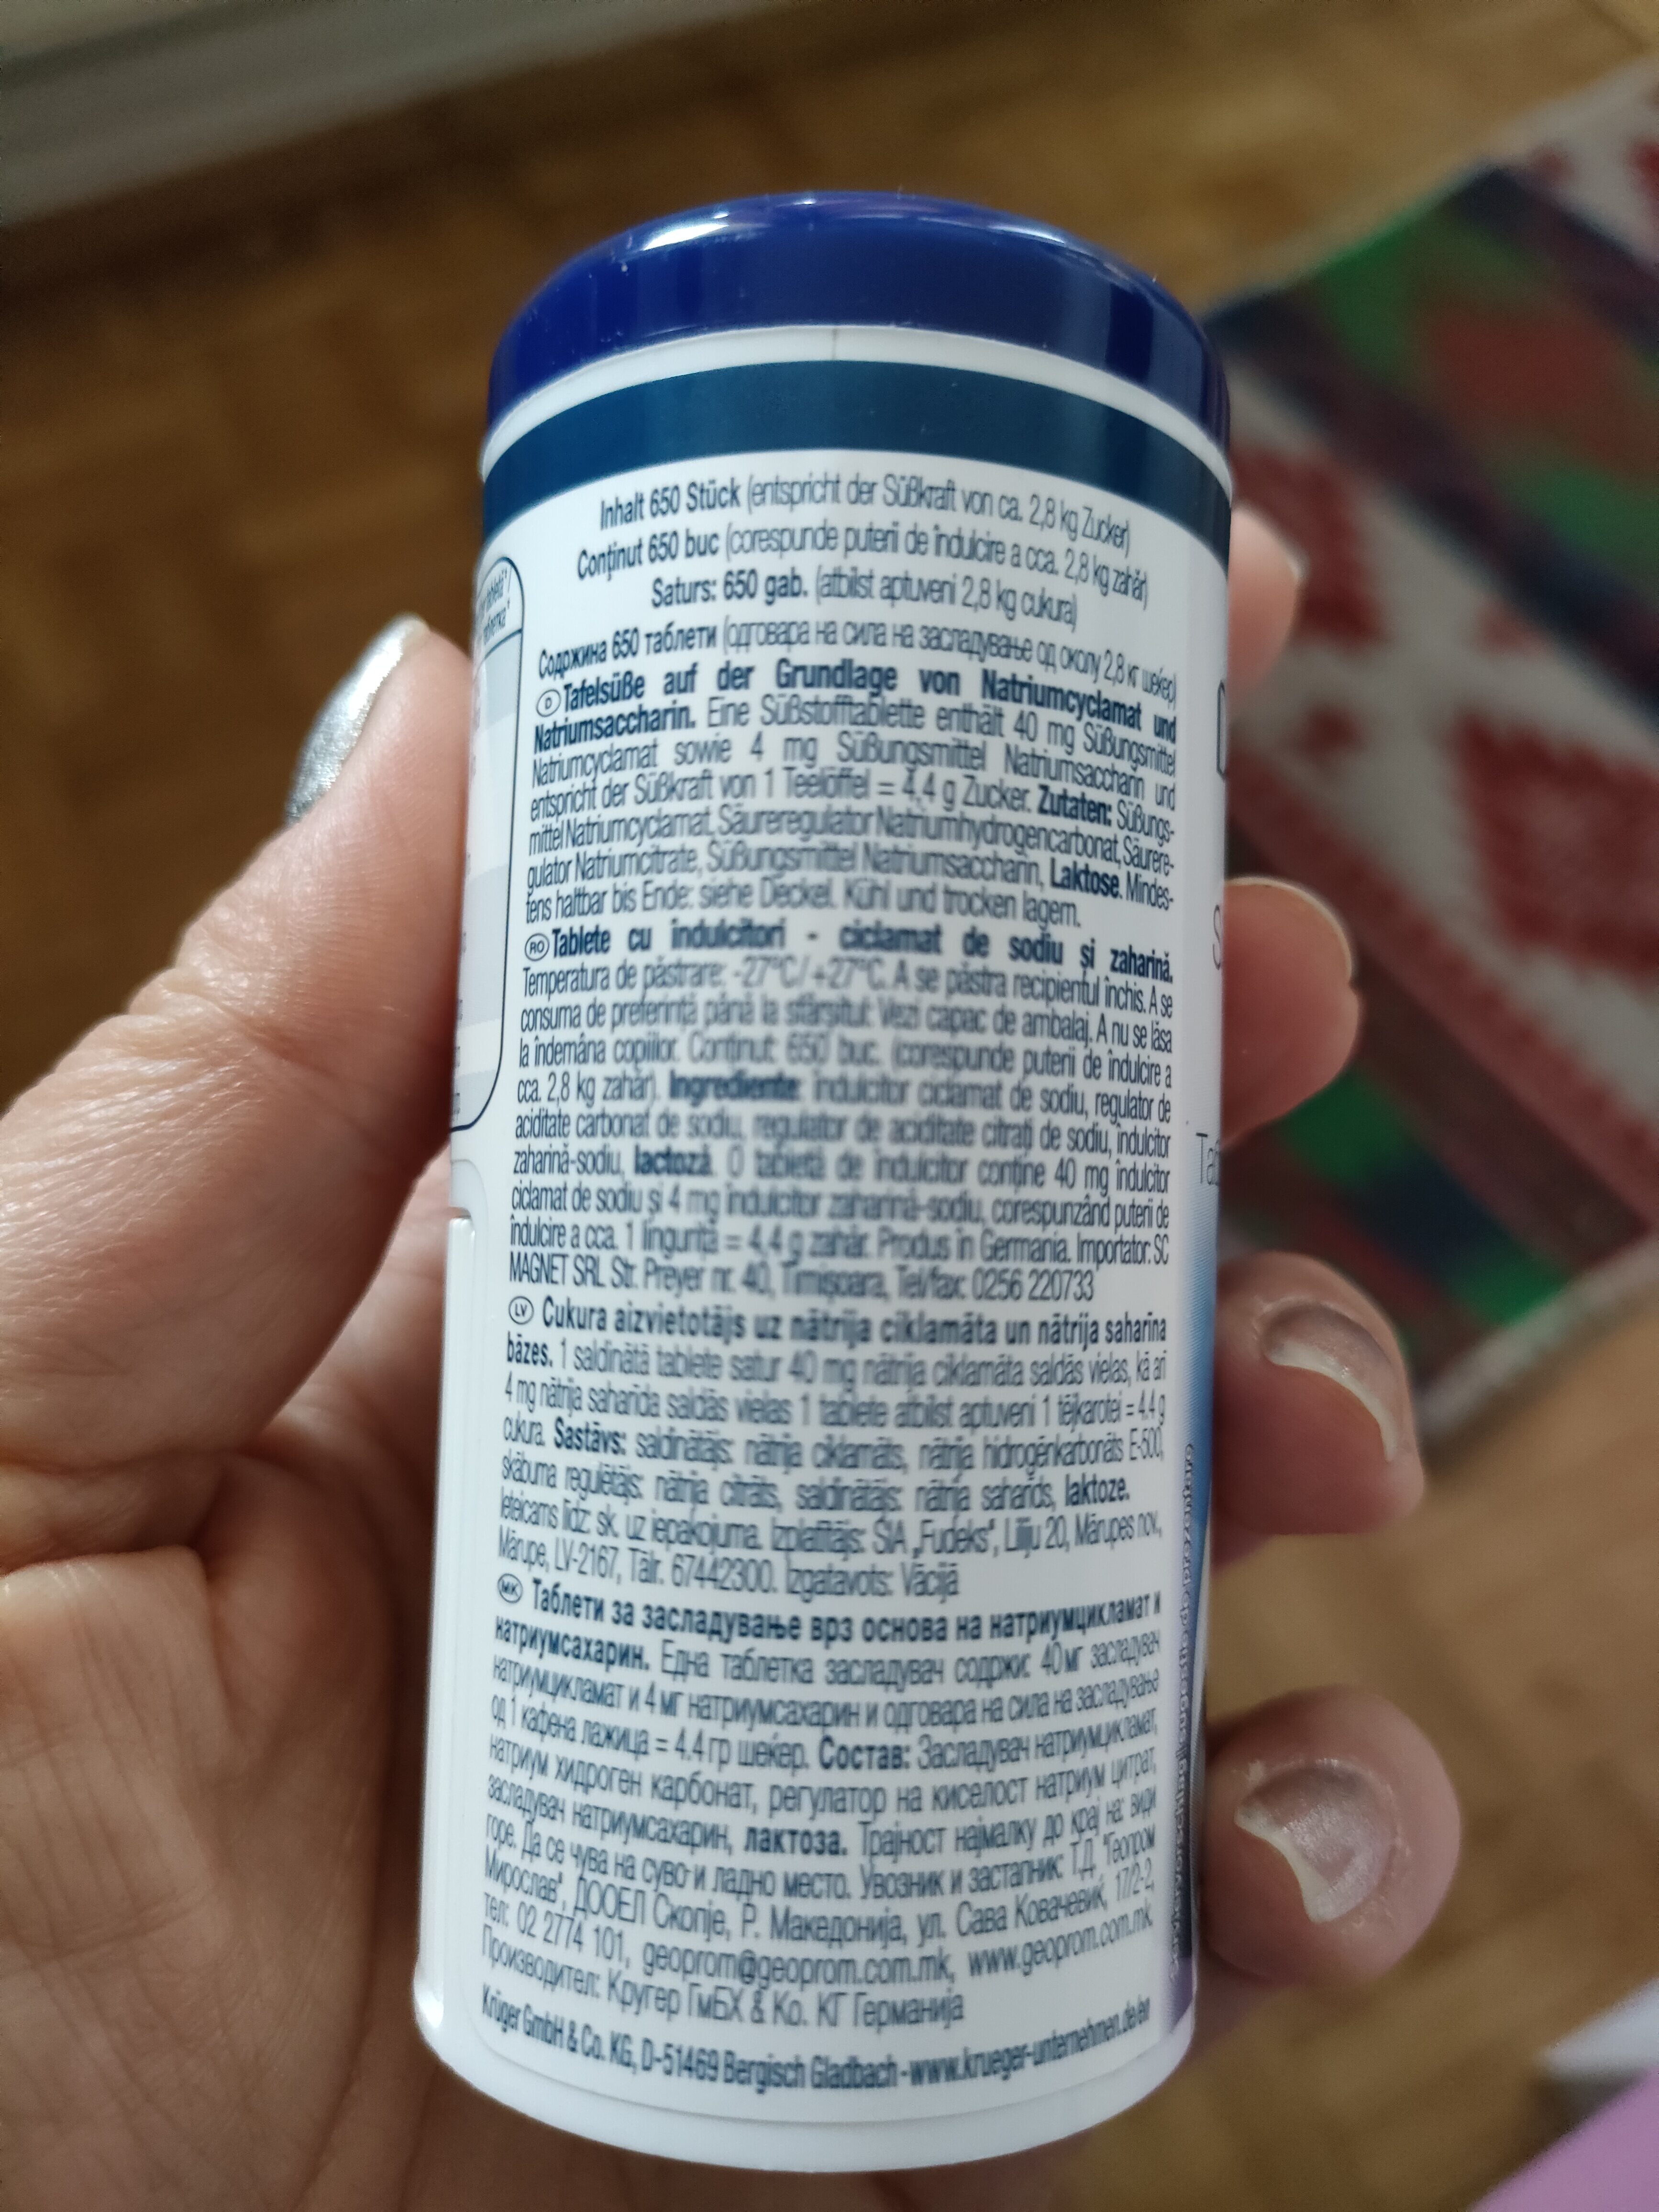 Inhalt 650 Stück (entspricht der Süßkraft von ca. 2,8 kg Zucker)
Conţinut 650 buc (corespunde puterii de îndulcire a cca. 2,8 kg zahăr)
Saturs: 650 gab. (atbilst aptuveni 2,8 kg cukura)
Содржина 650 таблети (одговара на сила на засладување од околу 2,8 кг шеќер)
D Tafelsüße auf der Grundlage von Natriumcyclamat und
Natriumsaccharin. Eine Süßstofftablette enthält 40 mg Süßungsmittel
Natriumcyclamat sowie 4 mg Süßungsmittel Natriumsaccharin und
entspricht der Süßkraft von 1 Teelöffel = 4,4 g Zucker. Zutaten: Süßungs-
mittel Natriumcyclamat, Säureregulator Natriumhydrogencarbonat, Säurere-
gulator Natriumcitrate, Süßungsmittel Natriumsaccharin, Laktose. Mindes-
tens haltbar bis Ende: siehe Deckel. Kühl und trocken lagern.
RO Tablete cu îndulcitori - ciclamat de sodiu şi zaharină.
Temperatura de păstrare: -27°C/+27°C. A se păstra recipientul închis. A se
consuma de preferinţă până la sfârşitul: Vezi capac de ambalaj. A nu se lăsa
la îndemâna copiilor. Conţinut: 650 buc. (corespunde puterii de îndulcire a
cca. 2,8 kg zahăr). Ingrediente: îndulcitor ciclamat de sodiu, regulator de
aciditate carbonat de sodiu, regulator de aciditate citraţi de sodiu, îndulcitor
zaharină-sodiu, lactoză. O tabletă de îndulcitor conţine 40 mg îndulcitor
ciclamat de sodiu şi 4 mg îndulcitor zaharină-sodiu, corespunzând puterii de
îndulcire a cca. 1 linguriţă = 4,4 g zahăr. Produs în Germania. Importator: SC
MAGNET SRL Str. Preyer nr. 40, Timişoara, Tel/fax: 0256 220733
LV Cukura aizvietotājs uz nātrija ciklamāta un nātrija saharīna
bāzes. 1 saldinātā tablete satur 40 mg nātrija ciklamāta saldās vielas, kā arī
4 mg nātrija saharīda saldās vielas 1 tablete atbilst aptuveni 1 tējkarotei = 4.4 g
cukura. Sastāvs: saldinātājs: nātrija ciklamāts, nātrija hidrogēnkarbonāts E-500,
skābuma regulētājs: nātrija citrāts, saldinātājs: nātrija saharīds, laktoze.
Ieteicams līdz: sk. uz iepakojuma. Izplatītājs: SIA „Fudeks", Liliju 20, Mārupes nov.,
Mārupe, LV-2167, Tālr. 67442300. Izgatavots: Vācijā
MK Таблети за засладување врз основа на натриумцикламат и
натриумсахарин. Една таблетка засладувач содржи: 40мг засладувач
натриумцикламат и 4 мг натриумсахарин и одговара на сила на засладување
од 1 кафена лажица = 4.4 гр шеќер. Состав: Засладувач натриумцикламат,
натриум хидроген карбонат, регулатор на киселост натриум цитрат,
засладувач натриумсахарин, лактоза. Трајност најмалку до крај на: види
горе. Да се чува на суво и ладно место. Увозник и застапник: Т.Д. "Геопром
Мирослав", ДООЕЛ Скопје, Р. Македонија, ул. Сава Ковачевиќ, 17/2-2,
тел: 02 2774 101, geoprom@geoprom.com.mk, www.geoprom.com.mk
Производител: Кругер ГмБХ & Ко. КГ Германија
Krüger GmbH & Co. KG, D-51469 Bergisch Gladbach - www.krueger-unternehmen.de/en